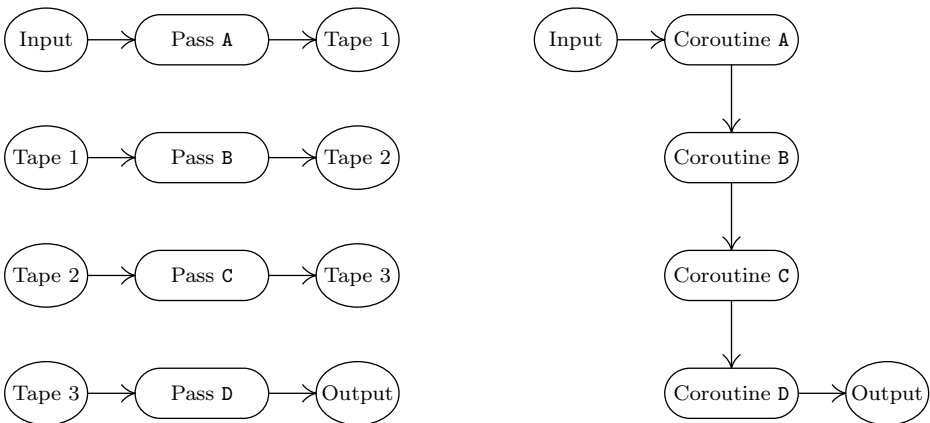 Input Pass A Tape 1
Tape 1 Pass B Tape 2
Tape 2 Pass C Tape 3
Tape 3 Pass D Output
Input Coroutine A
Coroutine B
Coroutine C
Coroutine D Output